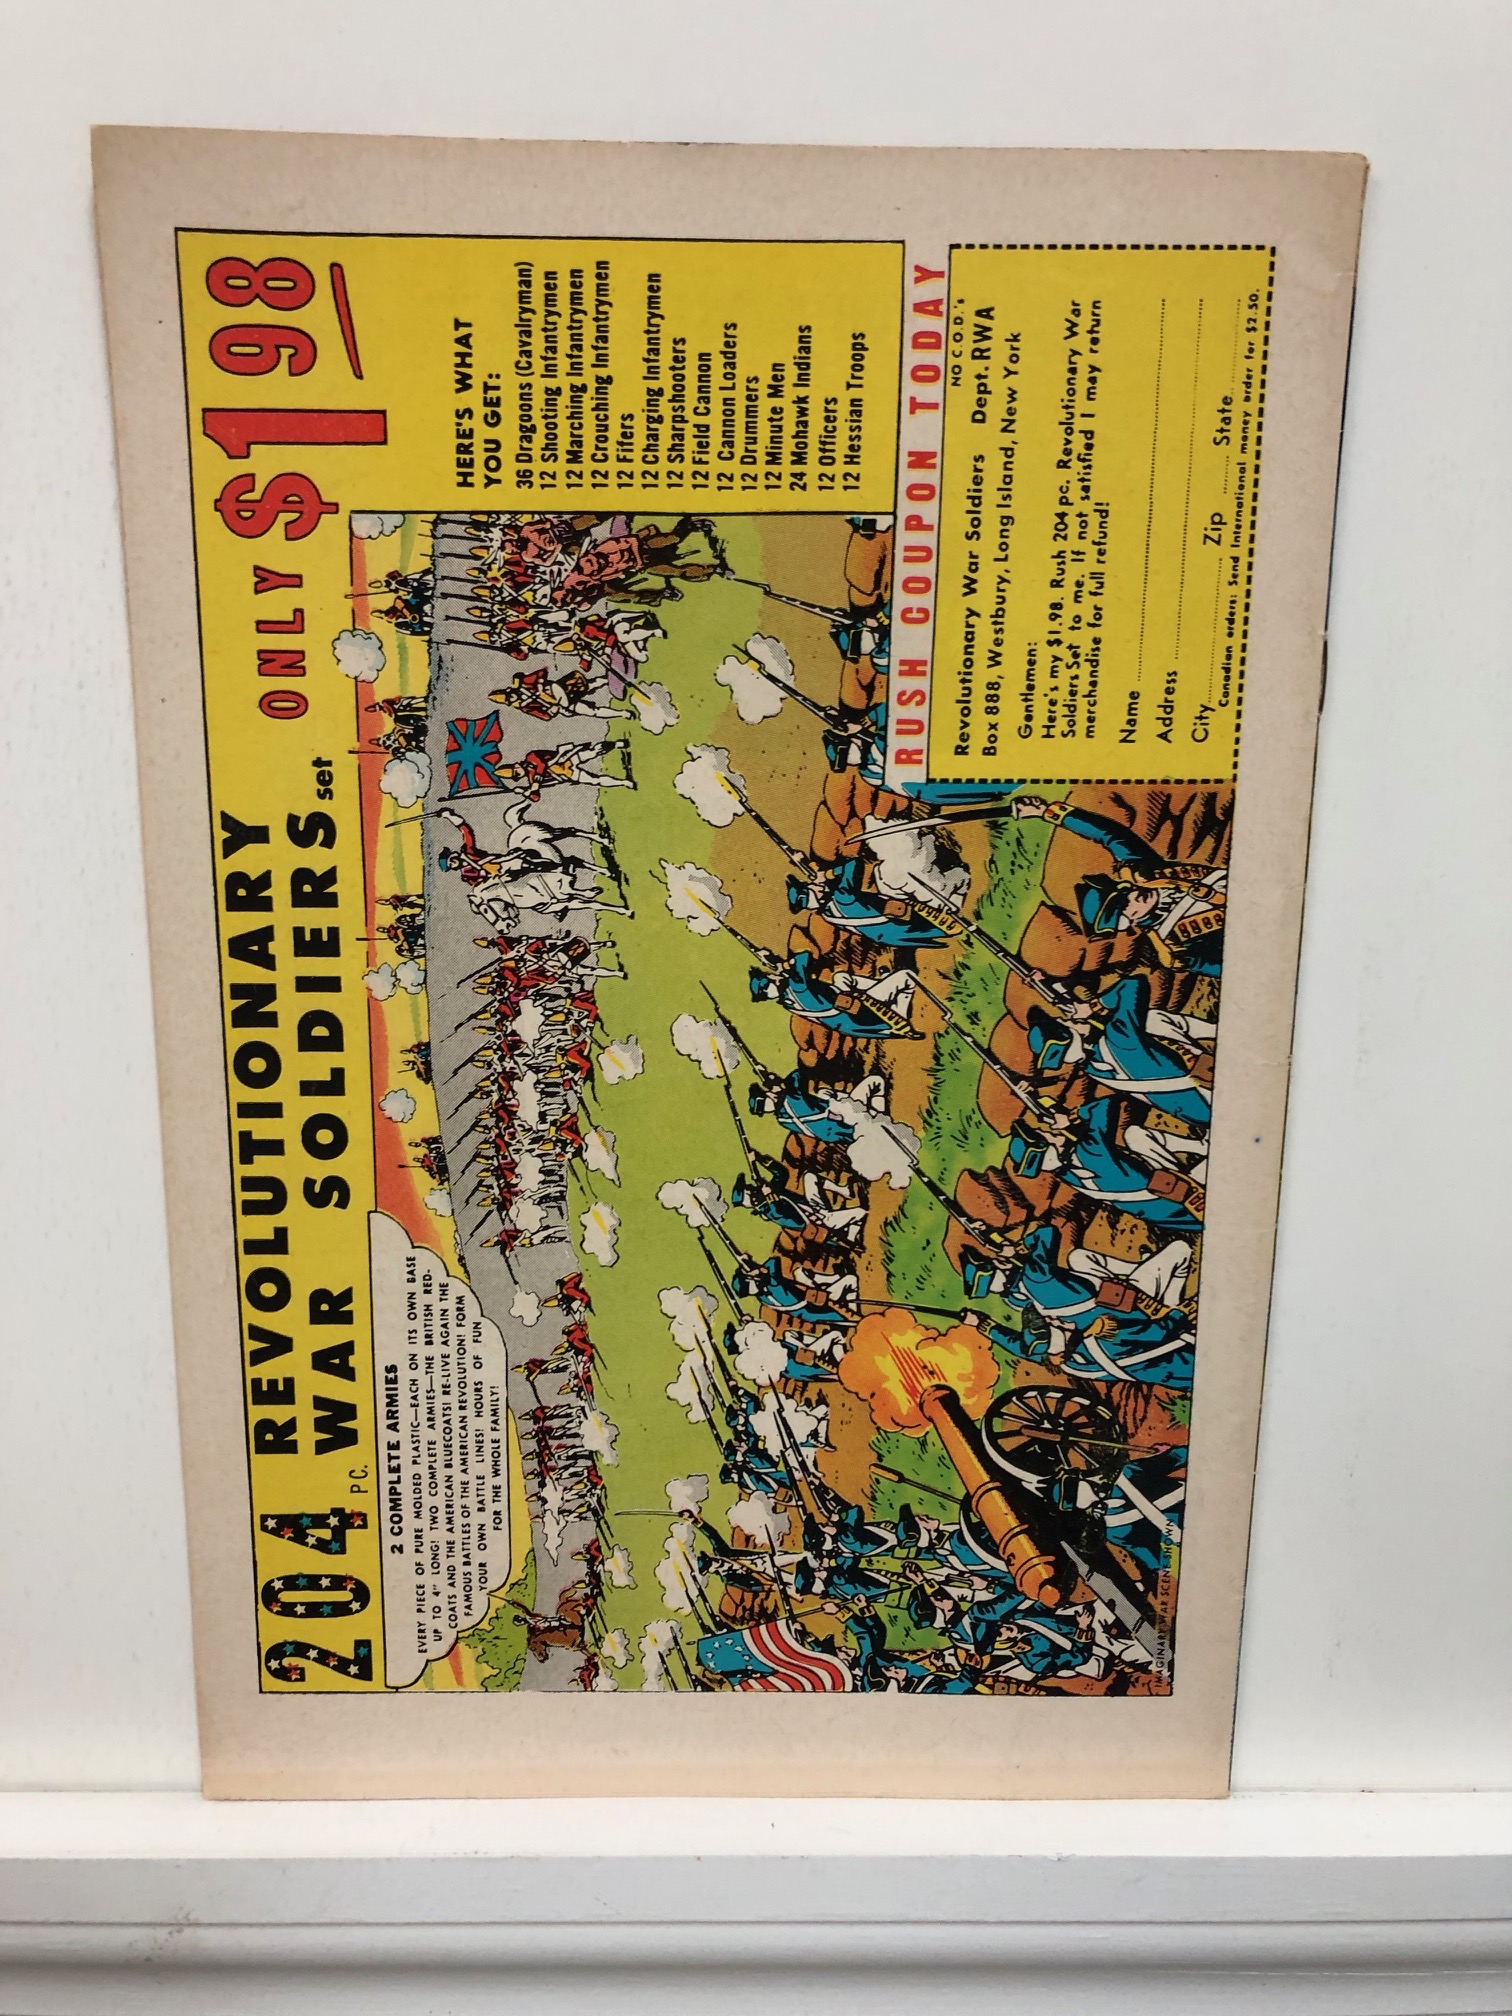 204 PC. REVOLUTIONARY
WAR SOLDIERS set
ONLY $1 98
2 COMPLETE ARMIES
EVERY PIECE OF PURE MOLDED PLASTIC—EACH ON ITS OWN BASE
UP TO 4" LONG! TWO COMPLETE ARMIES—THE BRITISH RED-
COATS AND THE AMERICAN BLUECOATS! RE-LIVE AGAIN THE
FAMOUS BATTLES OF THE AMERICAN REVOLUTION! FORM
YOUR OWN BATTLE LINES! HOURS OF FUN
FOR THE WHOLE FAMILY!
HERE'S WHAT
YOU GET:
36 Dragoons (Cavalryman)
12 Shooting Infantrymen
12 Marching Infantrymen
12 Crouching Infantrymen
12 Fifers
12 Charging Infantrymen
12 Sharpshooters
12 Field Cannon
12 Cannon Loaders
12 Drummers
12 Minute Men
24 Mohawk Indians
12 Officers
12 Hessian Troops
RUSH COUPON TODAY
NO C.O.D.'s
Revolutionary War Soldiers Dept. RWA
Box 888, Westbury, Long Island, New York
Gentlemen:
Here's my $1.98. Rush 204 pc. Revolutionary War
Soldiers Set to me. If not satisfied I may return
merchandise for full refund!
Name
Address
City Zip State
Canadian orders: Send International money order for $2.50.
IMAGINARY WAR SCENE SHOWN